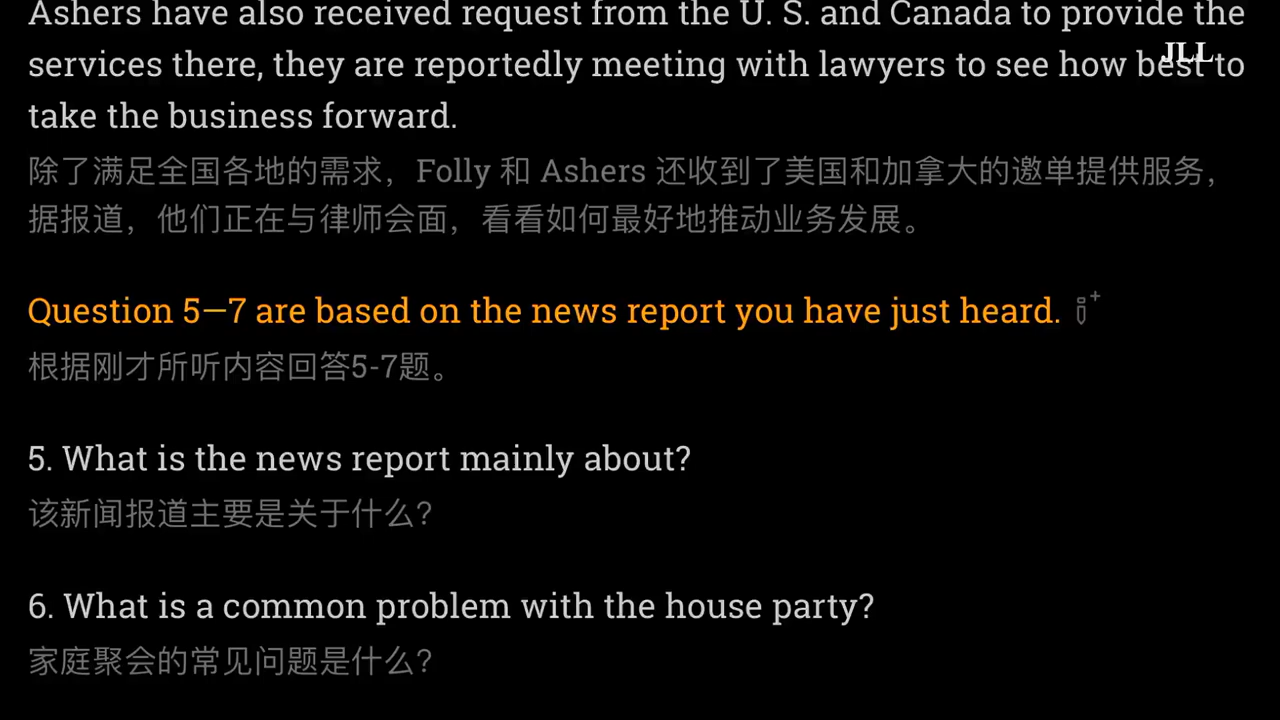 Ashers have also received request from the U. S. and Canada to provide the
JLL
services there, they are reportedly meeting with lawyers to see how best to
take the business forward.
除了满足全国各地的需求，Folly 和 Ashers 还收到了美国和加拿大的邀单提供服务，
据报道，他们正在与律师会面，看看如何最好地推动业务发展。
Question 5—7 are based on the news report you have just heard.
根据刚才所听内容回答5-7题。
5. What is the news report mainly about?
该新闻报道主要是关于什么?
6. What is a common problem with the house party?
家庭聚会的常见问题是什么?